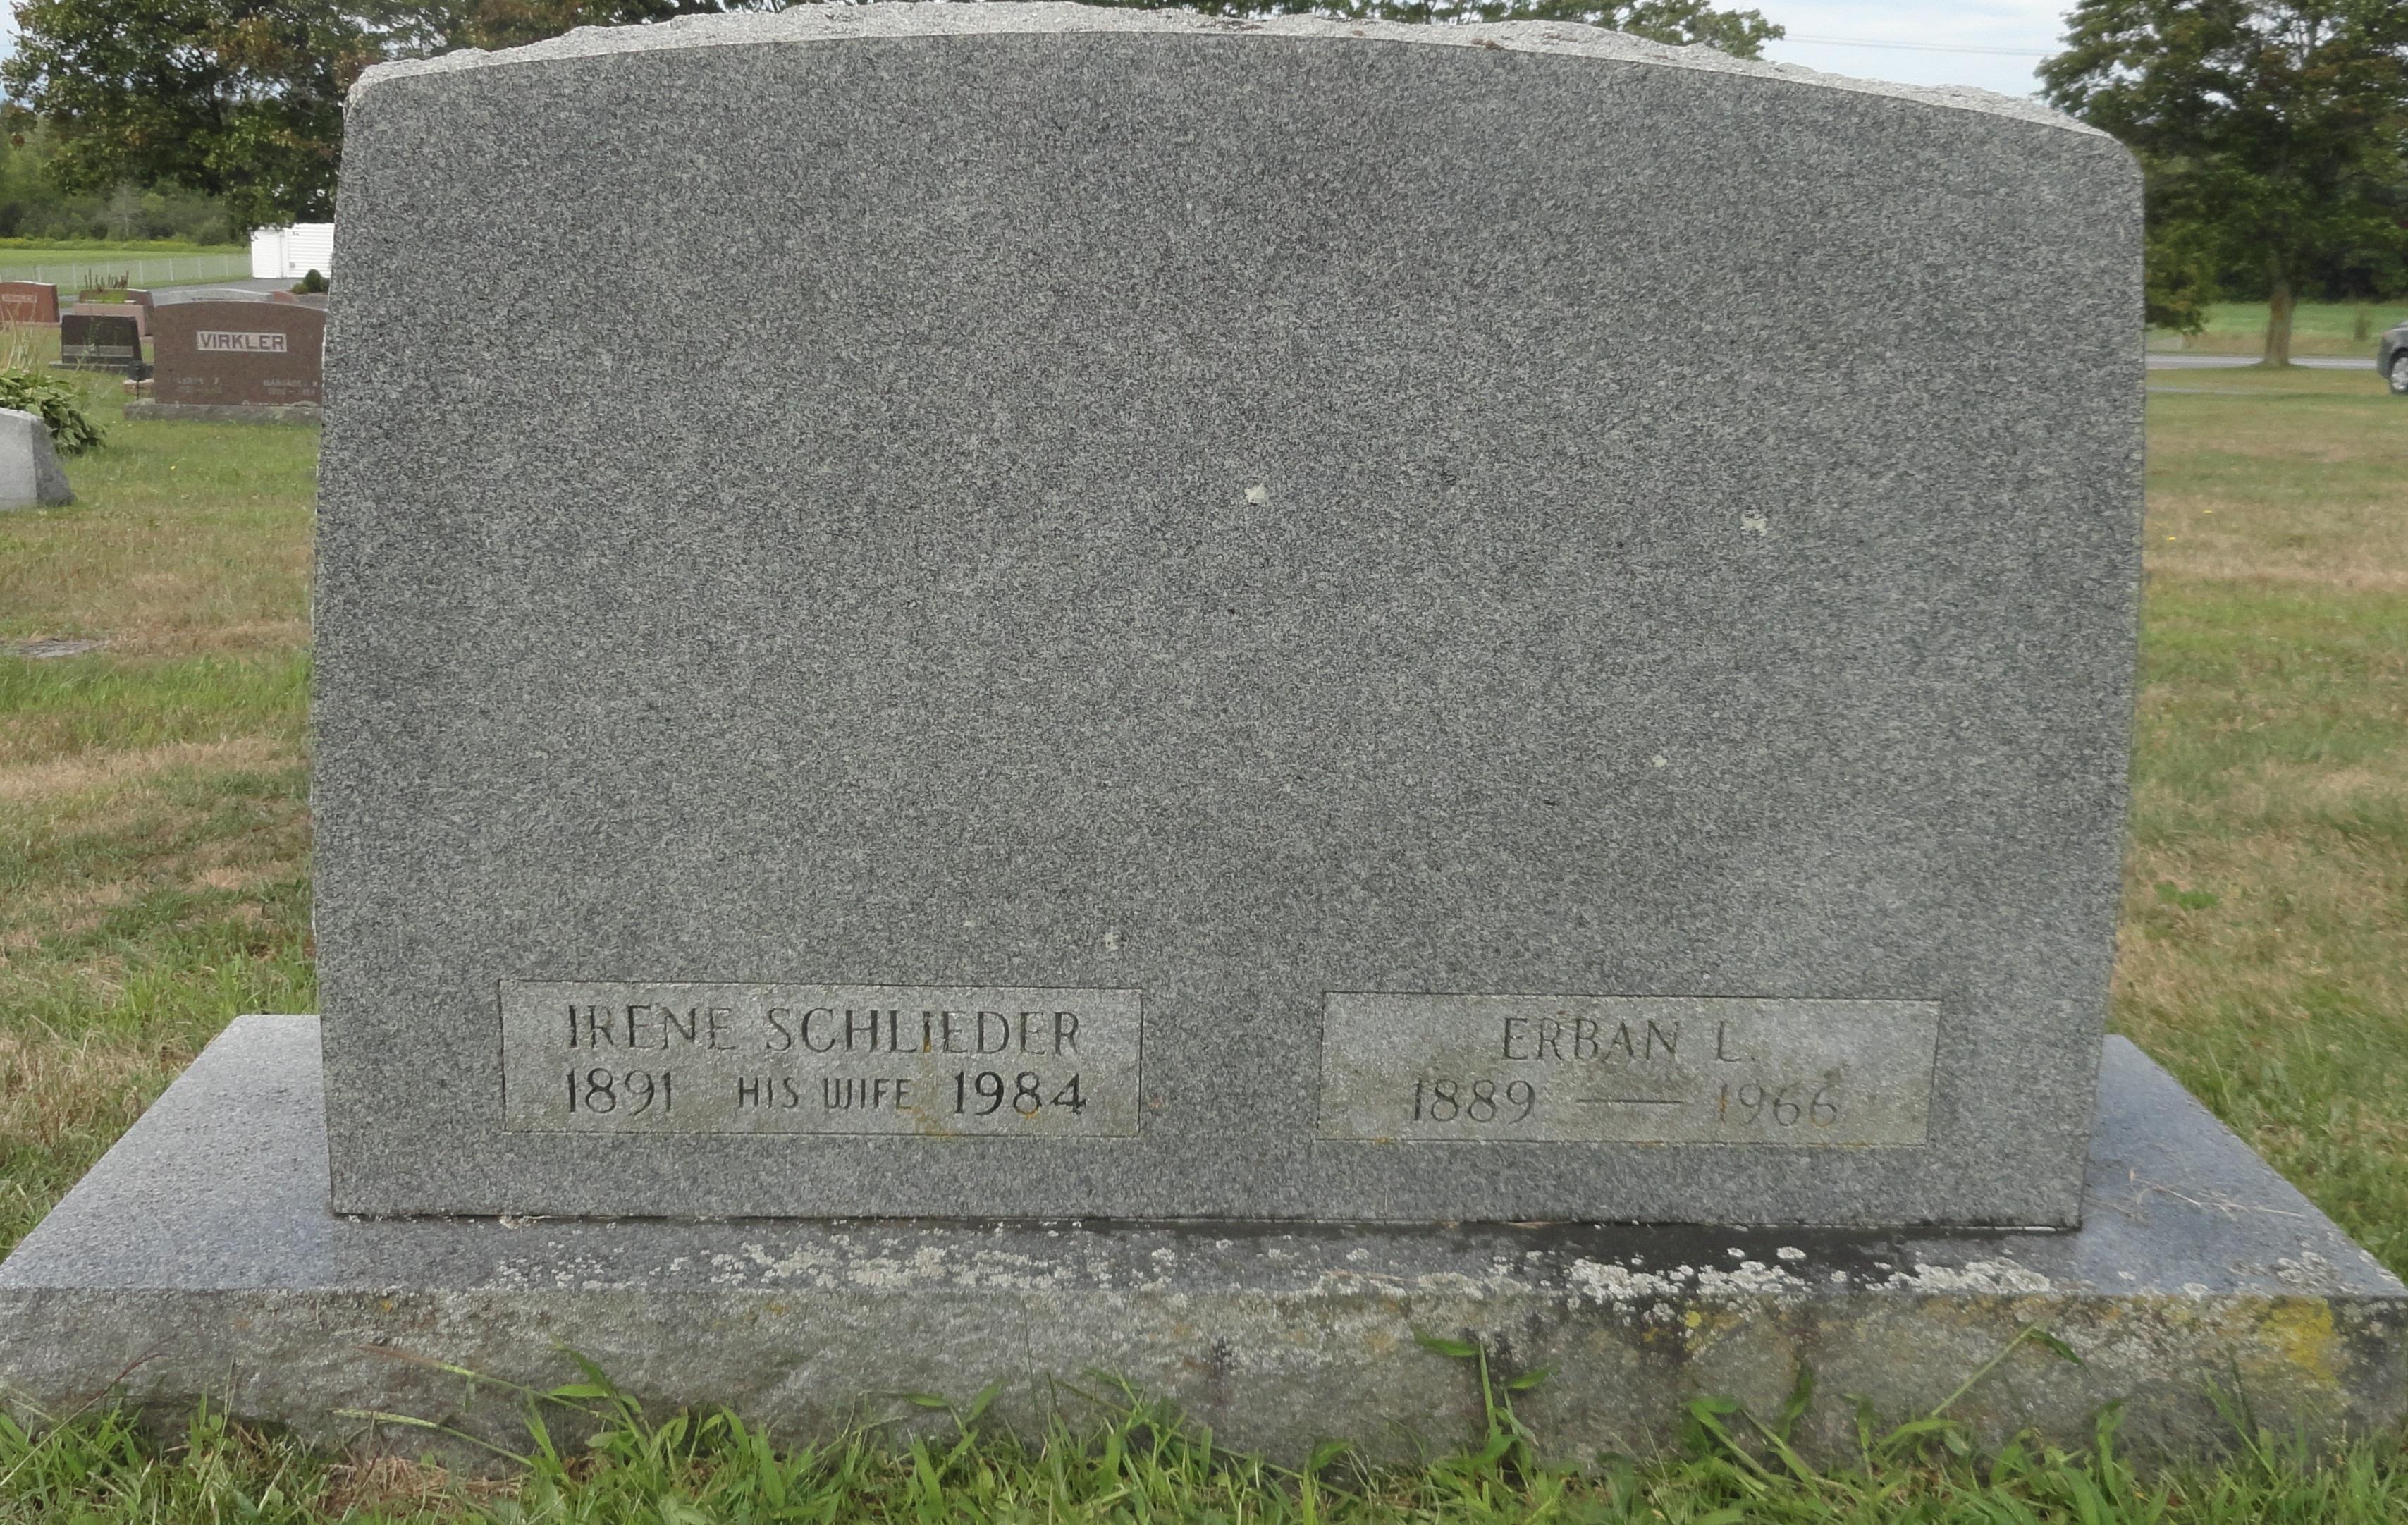 VIRKLER
IRENE SCHLIEDER
1891 HIS WIFE 1984
ERBAN L.
1889 — 1966